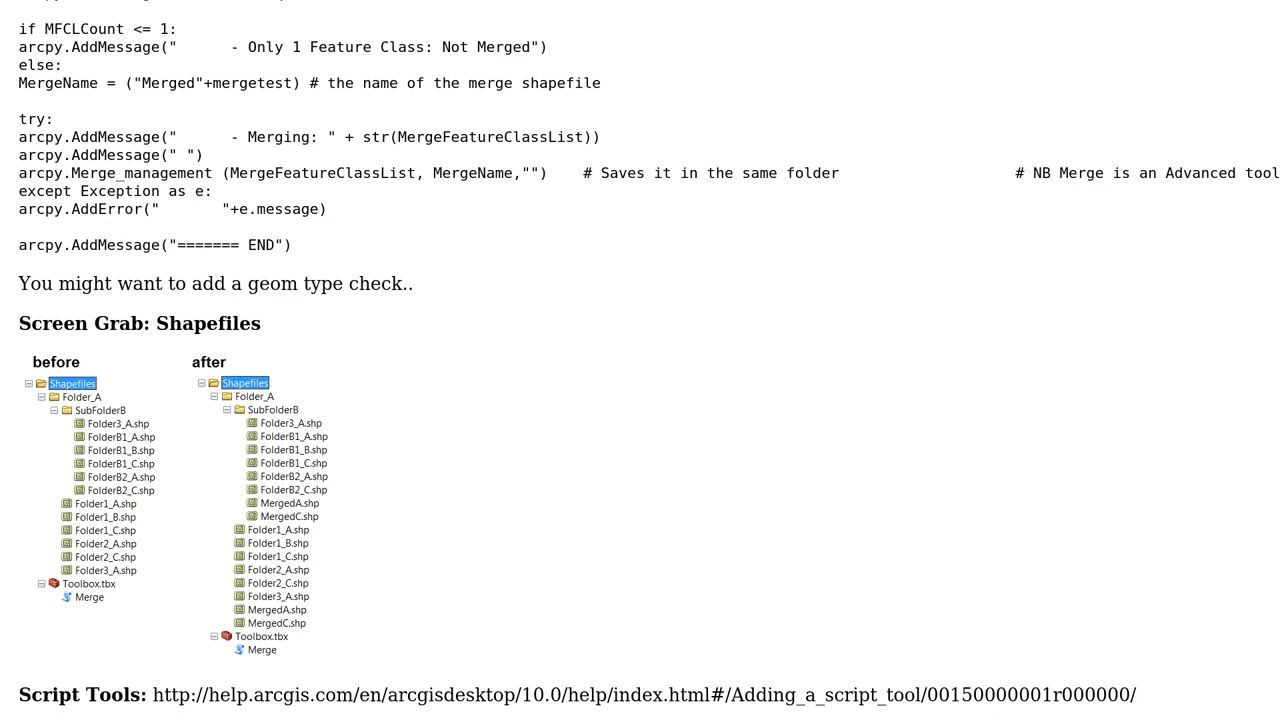 if MFCLCount <= 1:
arcpy.AddMessage("      - Only 1 Feature Class: Not Merged")
else:
MergeName = ("Merged"+mergetest) # the name of the merge shapefile
try:
arcpy.AddMessage("      - Merging: " + str(MergeFeatureClassList))
arcpy.AddMessage(" ")
arcpy.Merge_management (MergeFeatureClassList, MergeName,"")    # Saves it in the same folder                    # NB Merge is an Advanced tool
except Exception as e:
arcpy.AddError("       "+e.message)
arcpy.AddMessage("======= END")
You might want to add a geom type check..
Screen Grab: Shapefiles
before
Shapefiles
Folder_A
SubFolderB
Folder3_A.shp
FolderB1_A.shp
FolderB1_B.shp
FolderB1_C.shp
FolderB2_A.shp
FolderB2_C.shp
Folder1_A.shp
Folder1_B.shp
Folder1_C.shp
Folder2_A.shp
Folder2_C.shp
Folder3_A.shp
Toolbox.tbx
Merge
after
Shapefiles
Folder_A
SubFolderB
Folder3_A.shp
FolderB1_A.shp
FolderB1_B.shp
FolderB1_C.shp
FolderB2_A.shp
FolderB2_C.shp
MergedA.shp
MergedC.shp
Folder1_A.shp
Folder1_B.shp
Folder1_C.shp
Folder2_A.shp
Folder2_C.shp
Folder3_A.shp
MergedA.shp
MergedC.shp
Toolbox.tbx
Merge
Script Tools: http://help.arcgis.com/en/arcgisdesktop/10.0/help/index.html#/Adding_a_script_tool/00150000001r000000/